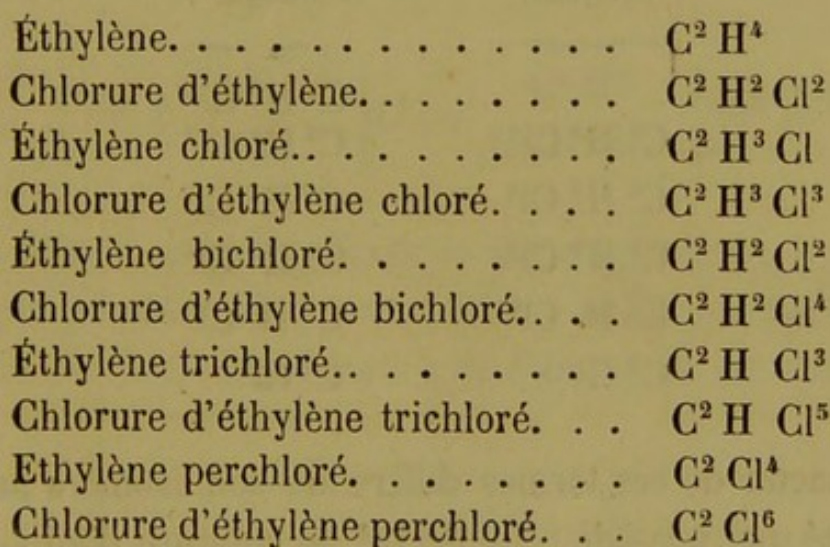 Éthylène. . . . . . . . . . . . . . C² H⁴
Chlorure d'éthylène. . . . . . . . . C² H² Cl²
Éthylène chloré.. . . . . . . . . . C² H³ Cl
Chlorure d'éthylène chloré. . . . C² H³ Cl³
Éthylène bichloré. . . . . . . . . C² H² Cl²
Chlorure d'éthylène bichloré.. . . C² H² Cl⁴
Éthylène trichloré.. . . . . . . . C² H Cl³
Chlorure d'éthylène trichloré. . . C² H Cl⁵
Ethylène perchloré. . . . . . . . C² Cl⁴
Chlorure d'éthylène perchloré. . . C² Cl⁶